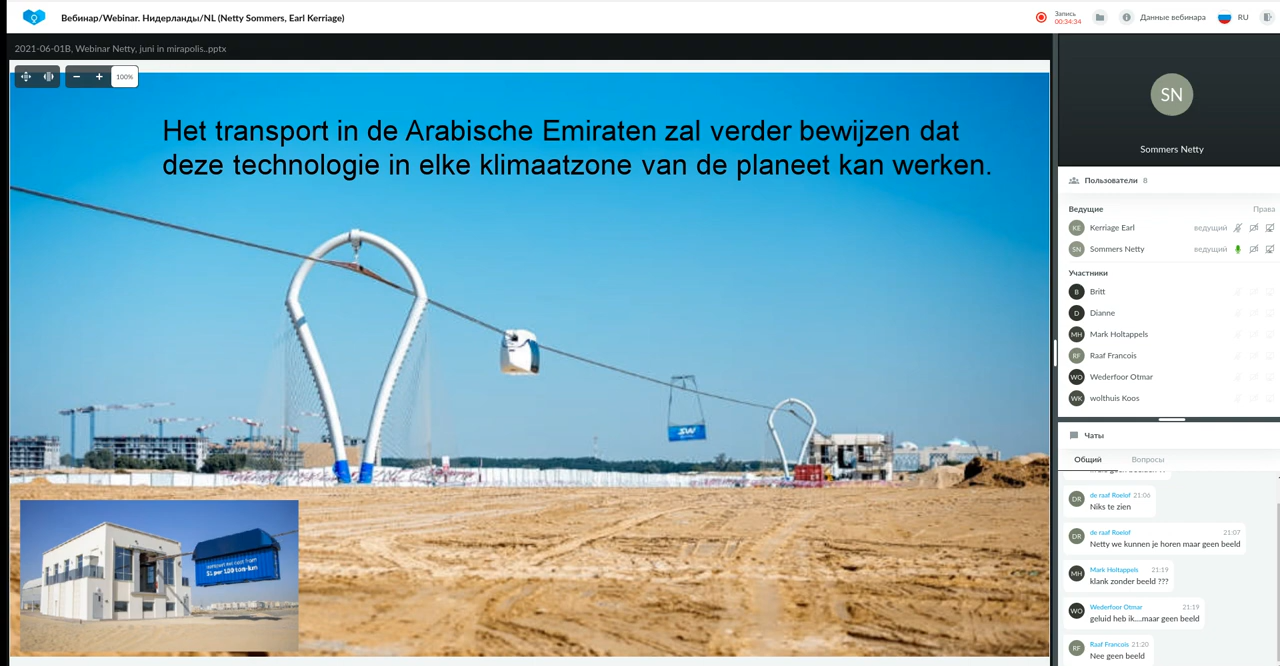 Вебинар/Webinar. Нидерланды/NL (Netty Sommers, Earl Kerriage)
Запись
00:34:34
Данные вебинара
RU
2021-06-01B, Webinar Netty, juni in mirapolis..pptx
100%
Het transport in de Arabische Emiraten zal verder bewijzen dat
deze technologie in elke klimaatzone van de planeet kan werken.
SW
$1 per 100 ton-km
SN
Sommers Netty
Пользователи 8
Ведущие Права
KE Kerriage Earl ведущий
SN Sommers Netty ведущий
Участники
B Britt
D Dianne
MH Mark Holtappels
RF Raaf Francois
WO Wederfoor Otmar
WK wolthuis Koos
Чаты
Общий Вопросы
DR de raaf Roelof 21:06
Niks te zien
DR de raaf Roelof 21:07
Netty we kunnen je horen maar geen beeld
MH Mark Holtappels 21:19
klank zonder beeld ???
WO Wederfoor Otmar 21:19
geluid heb ik....maar geen beeld
RF Raaf Francois 21:20
Nee geen beeld